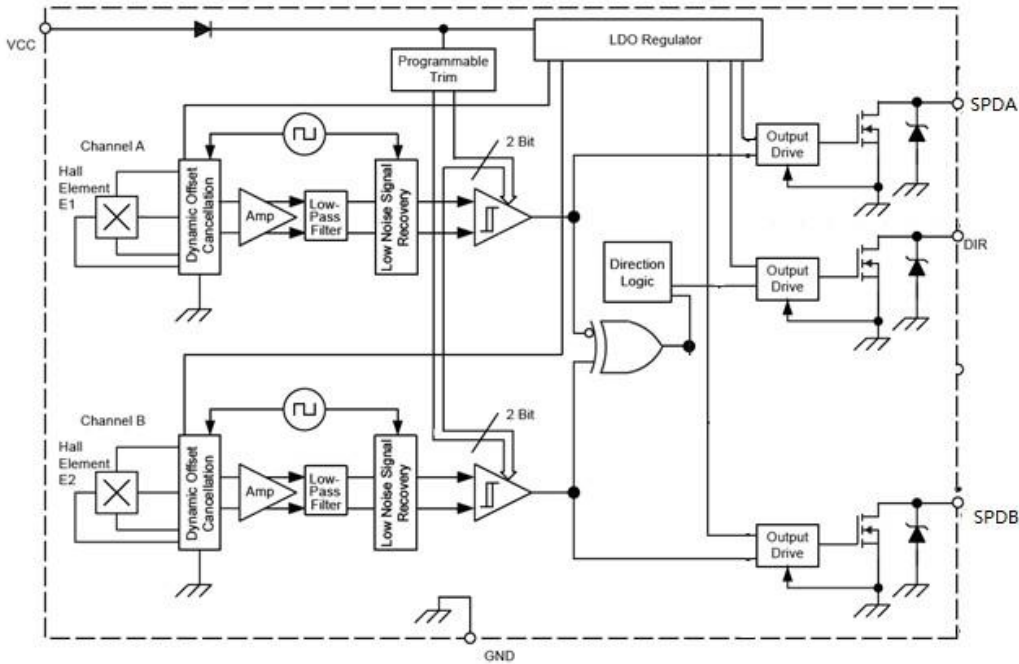 VCC
LDO Regulator
Programmable
Trim
SPDA
Channel A
Hall
Element
E1
Dynamic Offset
Cancellation
Amp
Low-
Pass
Filter
Low Noise Signal
Recovery
2 Bit
Output
Drive
DIR
Direction
Logic
Output
Drive
Channel B
Hall
Element
E2
Dynamic Offset
Cancellation
Amp
Low-
Pass
Filter
Low Noise Signal
Recovery
2 Bit
Output
Drive
SPDB
GND